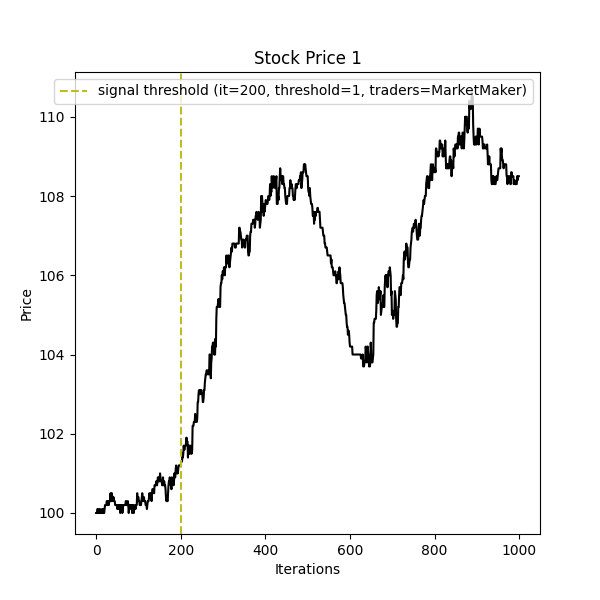 Stock Price 1
signal threshold (it=200, threshold=1, traders=MarketMaker)
110
108
106
104
102
100
Price
0 200 400 600 800 1000
Iterations